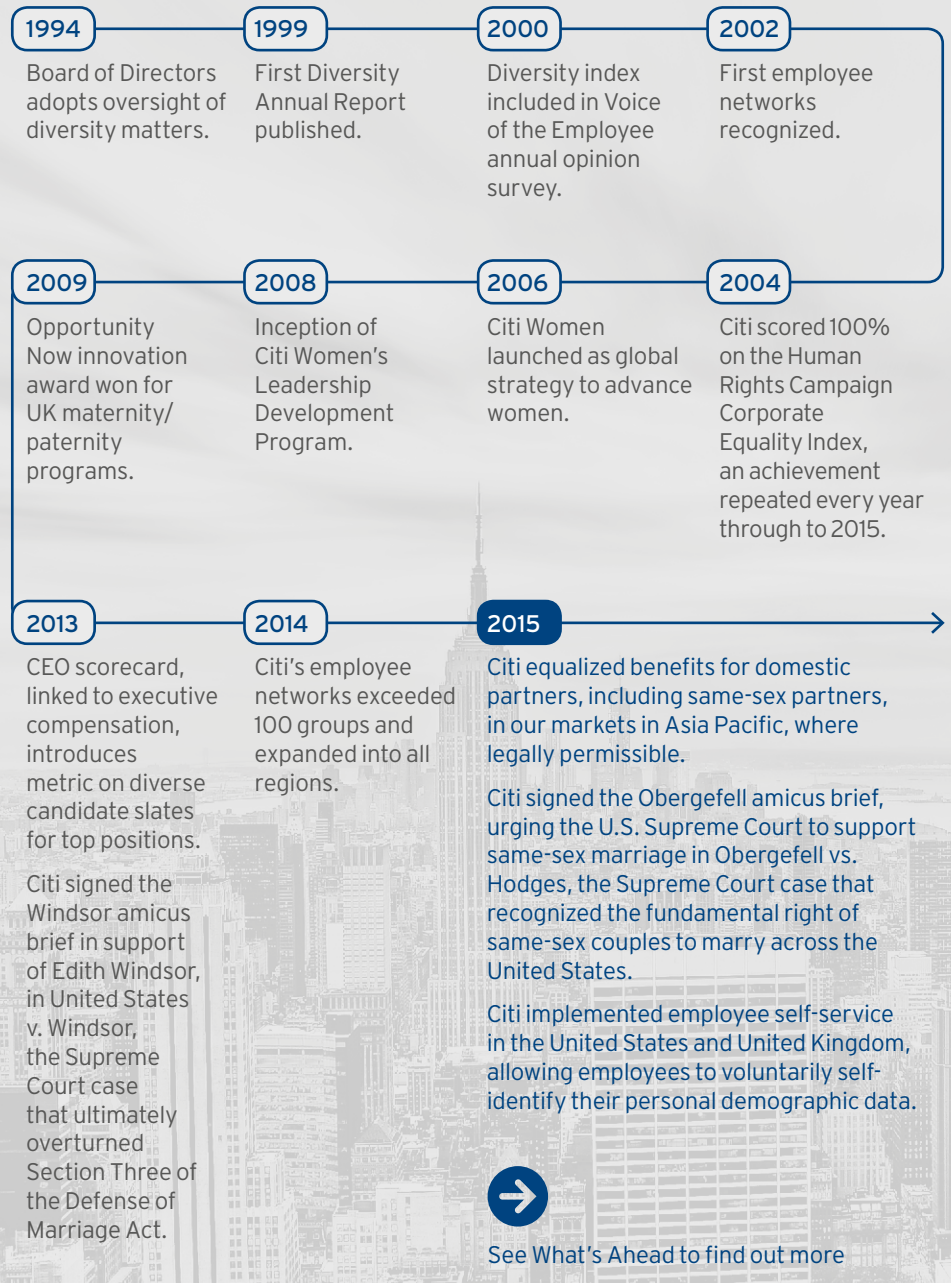 1994
Board of Directors
adopts oversight of
diversity matters.
1999
First Diversity
Annual Report
published.
2000
Diversity index
included in Voice
of the Employee
annual opinion
survey.
2002
First employee
networks
recognized.
2004
Citi scored 100%
on the Human
Rights Campaign
Corporate
Equality Index,
an achievement
repeated every year
through to 2015.
2006
Citi Women
launched as global
strategy to advance
women.
2008
Inception of
Citi Women's
Leadership
Development
Program.
2009
Opportunity
Now innovation
award won for
UK maternity/
paternity
programs.
2013
CEO scorecard,
linked to executive
compensation,
introduces
metric on diverse
candidate slates
for top positions.
Citi signed the
Windsor amicus
brief in support
of Edith Windsor,
in United States
v. Windsor,
the Supreme
Court case
that ultimately
overturned
Section Three of
the Defense of
Marriage Act.
2014
Citi's employee
networks exceeded
100 groups and
expanded into all
regions.
2015
Citi equalized benefits for domestic
partners, including same-sex partners,
in our markets in Asia Pacific, where
legally permissible.
Citi signed the Obergefell amicus brief,
urging the U.S. Supreme Court to support
same-sex marriage in Obergefell vs.
Hodges, the Supreme Court case that
recognized the fundamental right of
same-sex couples to marry across the
United States.
Citi implemented employee self-service
in the United States and United Kingdom,
allowing employees to voluntarily self-
identify their personal demographic data.
See What's Ahead to find out more